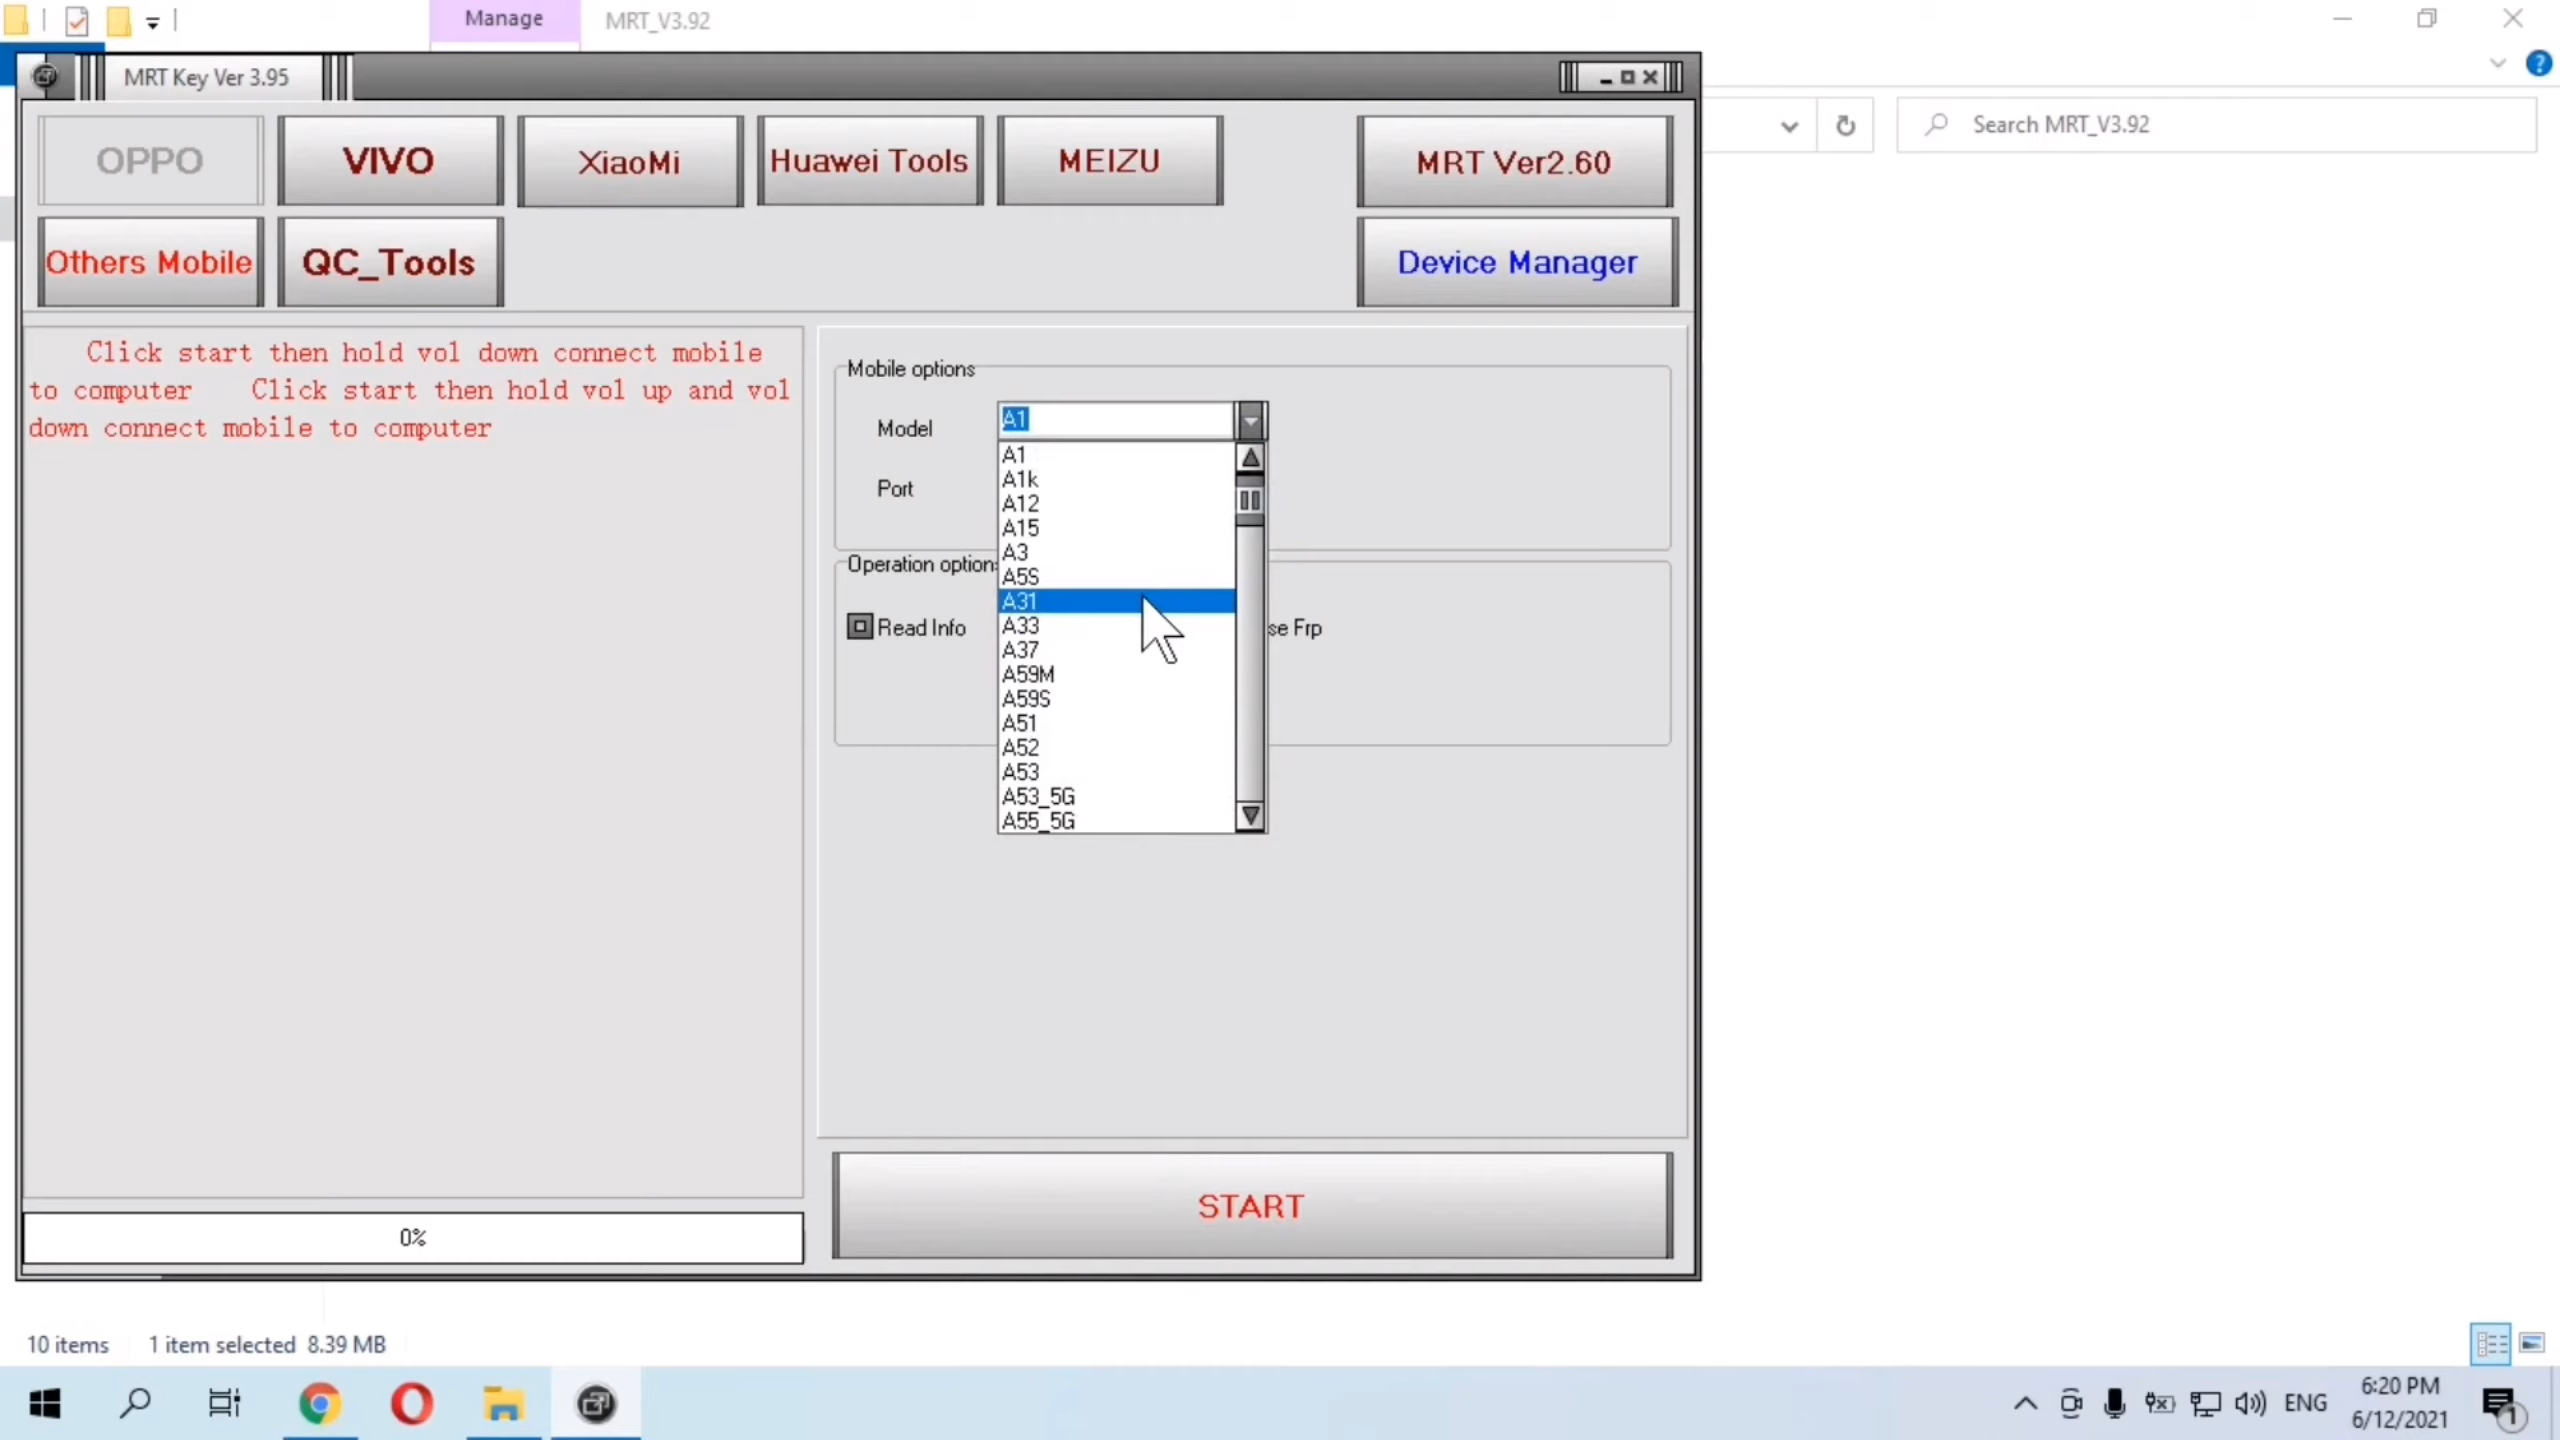 Manage
MRT_V3.92
MRT Key Ver 3.95
Search MRT_V3.92
OPPO
VIVO
XiaoMi
Huawei Tools
MEIZU
MRT Ver2.60
Others Mobile
QC_Tools
Device Manager
Click start then hold vol down connect mobile
to computer    Click start then hold vol up and vol
down connect mobile to computer
Mobile options
Model
A1
Port
A1
A1k
A12
A15
A3
A5S
A31
A33
A37
A59M
A59S
A51
A52
A53
A53_5G
A55_5G
Operation option
Read Info
se Frp
START
0%
10 items
1 item selected 8.39 MB
ENG
6:20 PM
6/12/2021
1